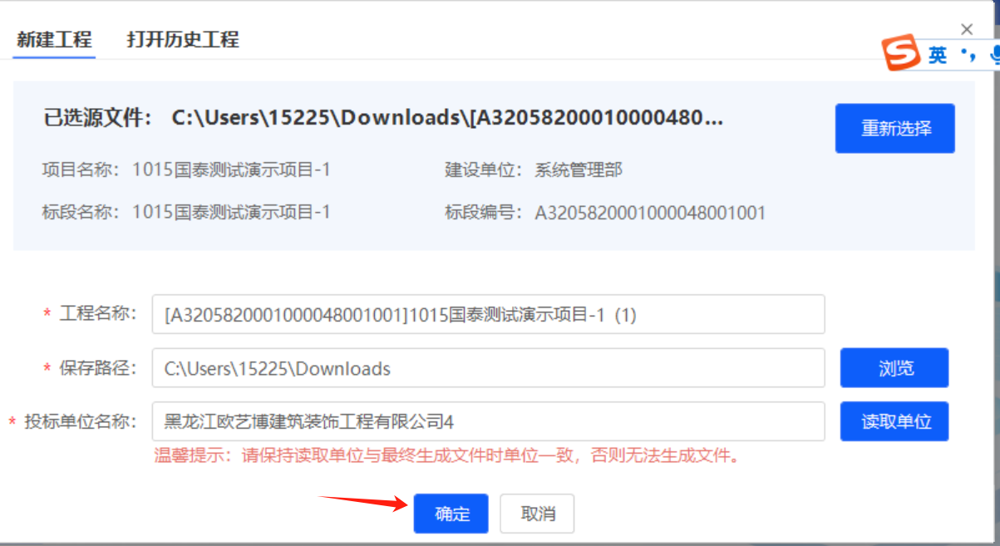 新建工程 打开历史工程
英
已选源文件： C:\Users\15225\Downloads\[A32058200010000480... 重新选择
项目名称： 1015国泰测试演示项目-1 建设单位： 系统管理部
标段名称： 1015国泰测试演示项目-1 标段编号： A3205820001000048001001
* 工程名称： [A3205820001000048001001]1015国泰测试演示项目-1 (1)
* 保存路径： C:\Users\15225\Downloads 浏览
* 投标单位名称： 黑龙江欧艺博建筑装饰工程有限公司4 读取单位
温馨提示：请保持读取单位与最终生成文件时单位一致，否则无法生成文件。
确定 取消